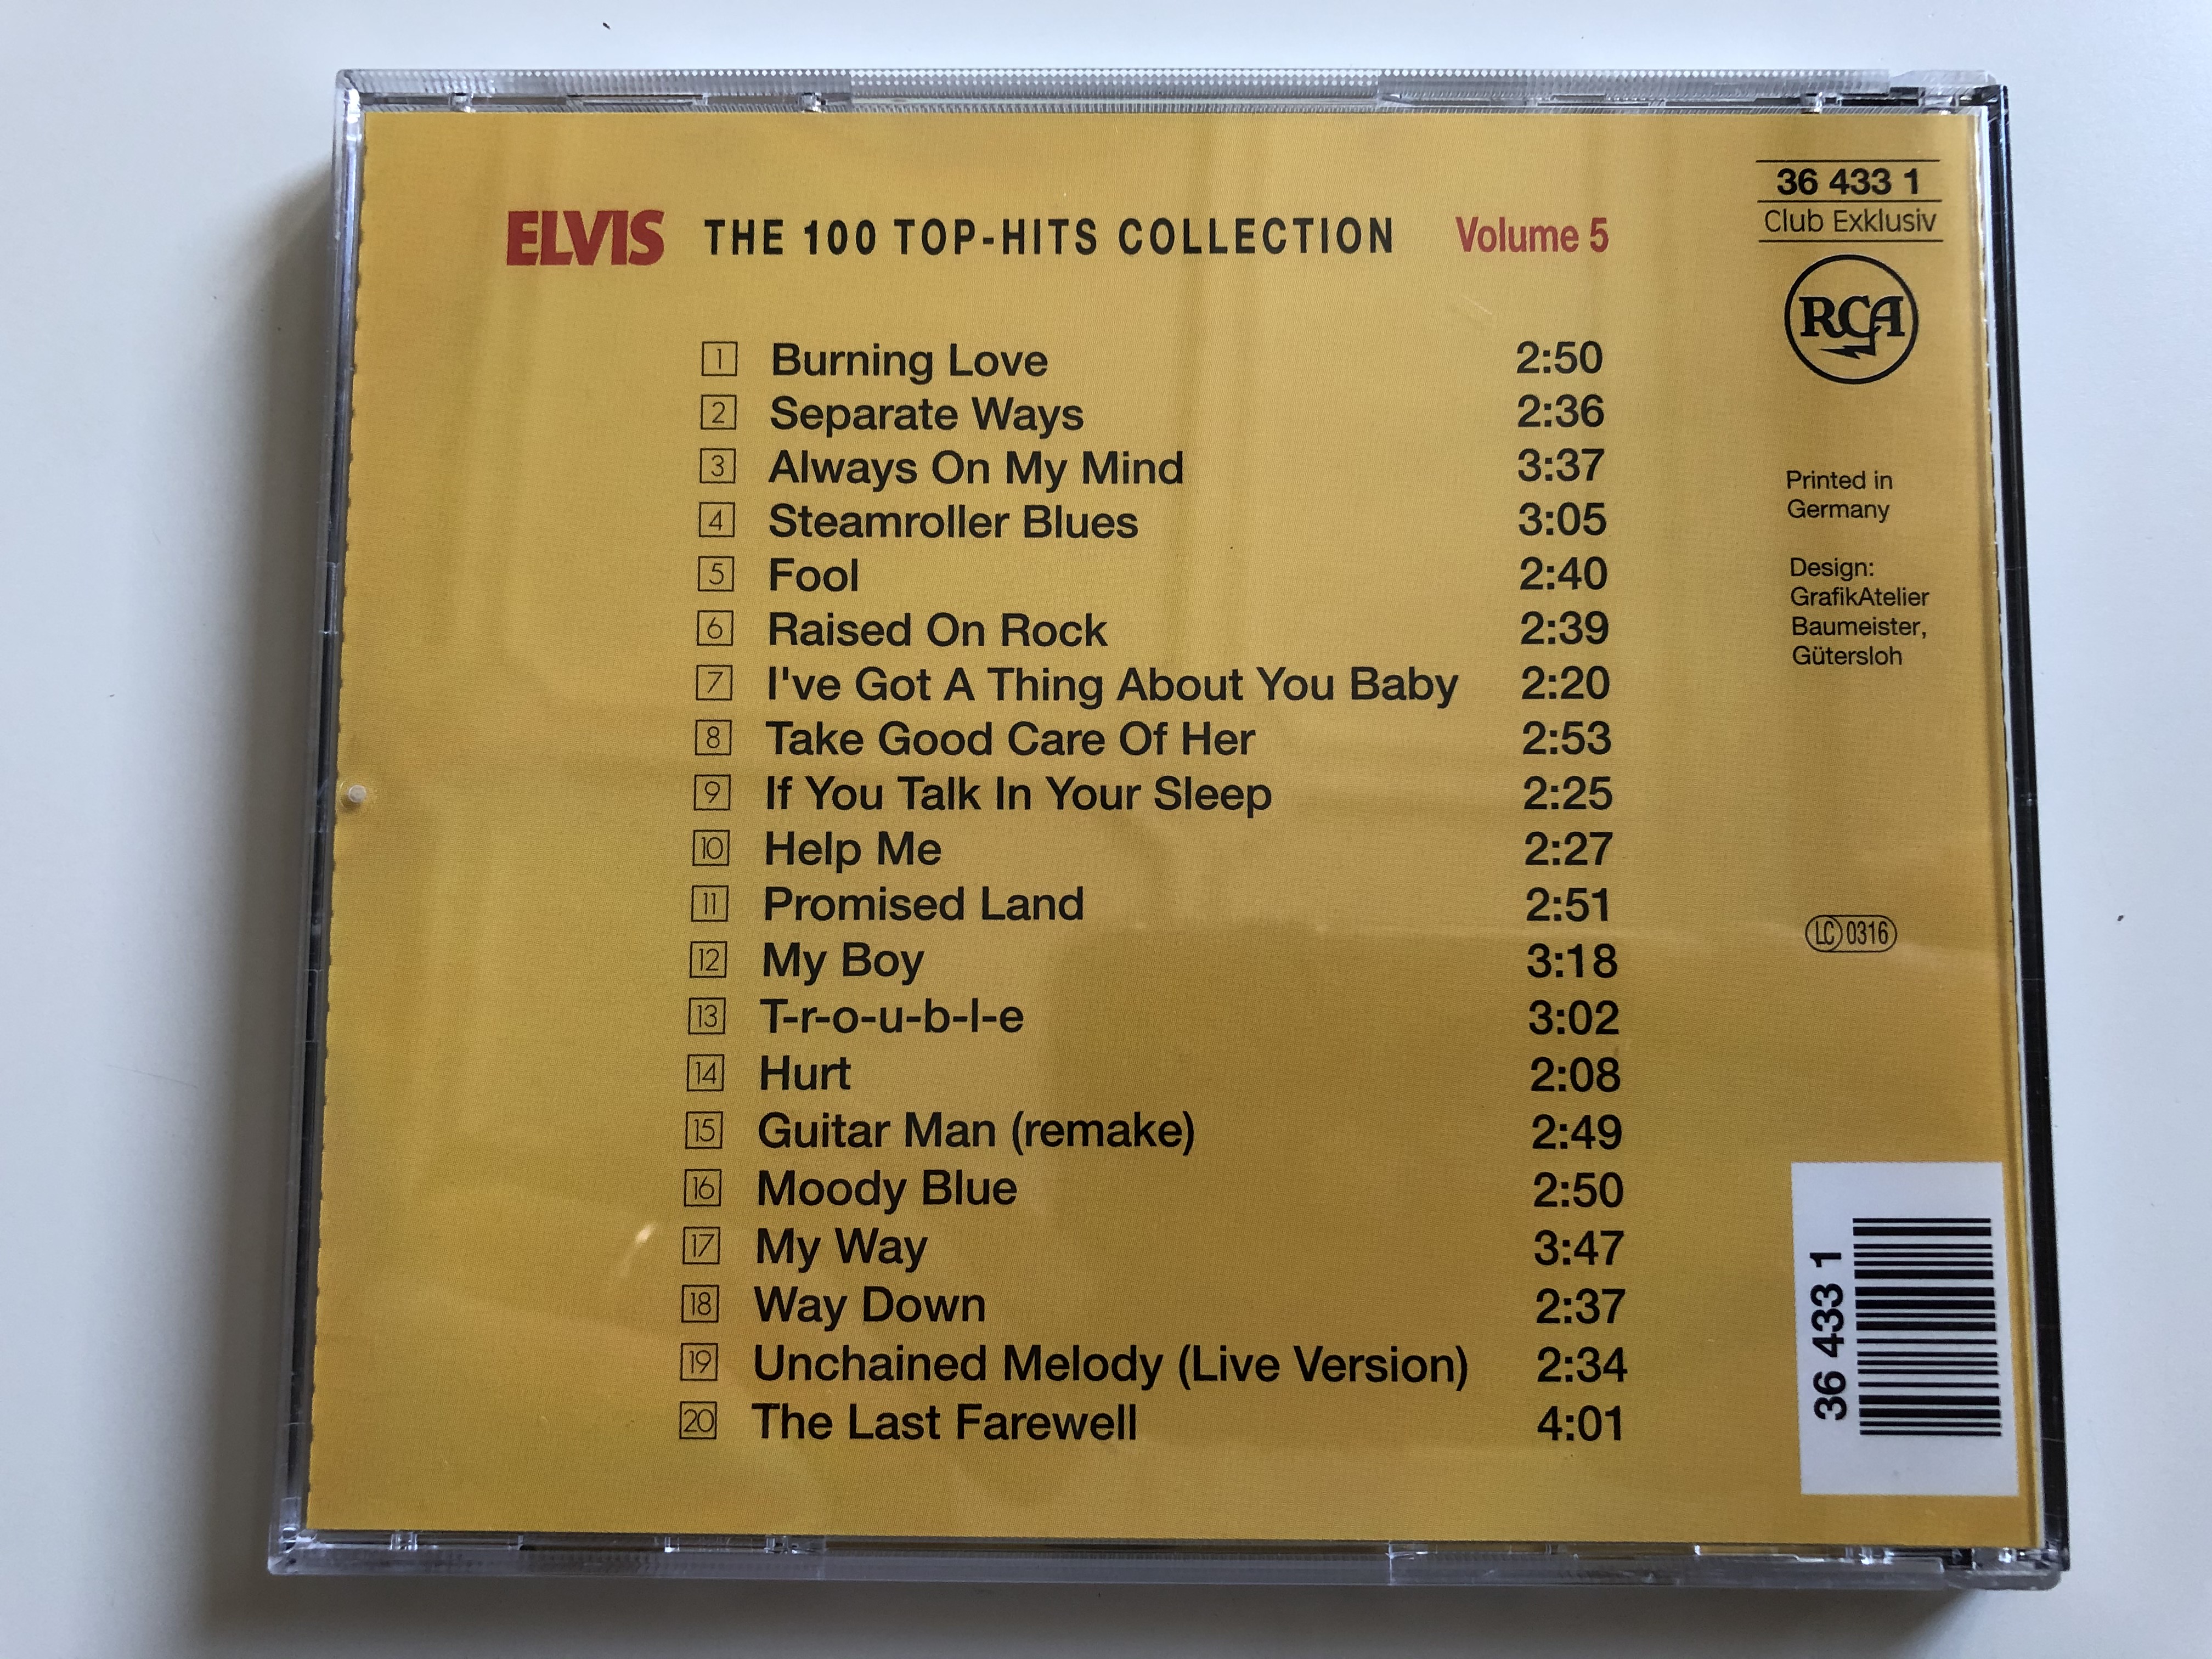 ELVIS THE 100 TOP-HITS COLLECTION Volume 5
1 Burning Love 2:50
2 Separate Ways 2:36
3 Always On My Mind 3:37
4 Steamroller Blues 3:05
5 Fool 2:40
6 Raised On Rock 2:39
7 I've Got A Thing About You Baby 2:20
8 Take Good Care Of Her 2:53
9 If You Talk In Your Sleep 2:25
10 Help Me 2:27
11 Promised Land 2:51
12 My Boy 3:18
13 T-r-o-u-b-l-e 3:02
14 Hurt 2:08
15 Guitar Man (remake) 2:49
16 Moody Blue 2:50
17 My Way 3:47
18 Way Down 2:37
19 Unchained Melody (Live Version) 2:34
20 The Last Farewell 4:01
36 433 1
Club Exklusiv
RCA
Printed in
Germany
Design:
GrafikAtelier
Baumeister,
Gütersloh
LC 0316
36 433 1